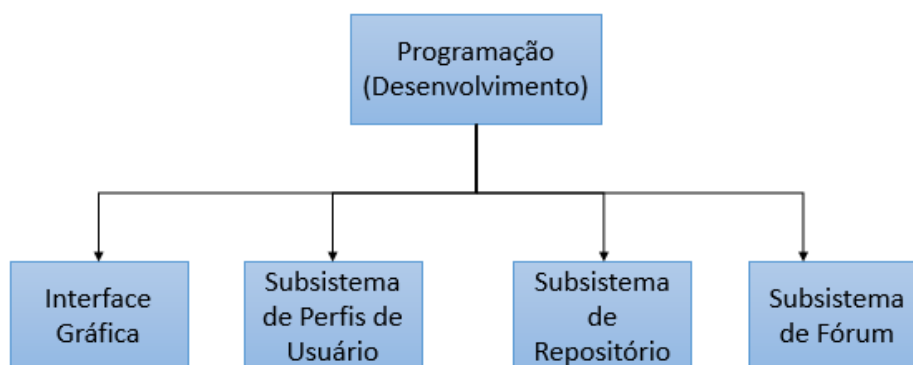 Programação
(Desenvolvimento)
Interface
Gráfica
Subsistema
de Perfis de
Usuário
Subsistema
de
Repositório
Subsistema
de Fórum